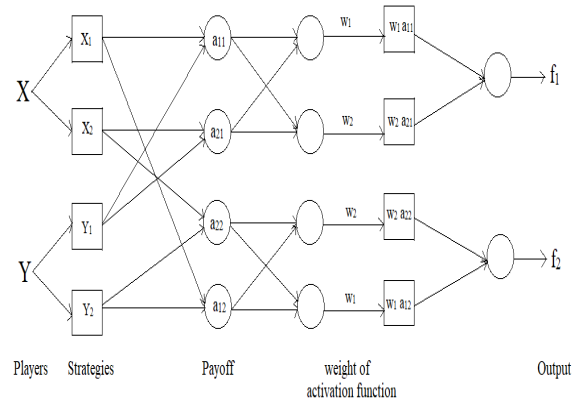 X
Y
X1
X2
Y1
Y2
a11
a21
a22
a12
w1
w2
w2
w1
w1 a11
w2 a21
w2 a22
w1 a12
f1
f2
Players Strategies Payoff weight of activation function Output